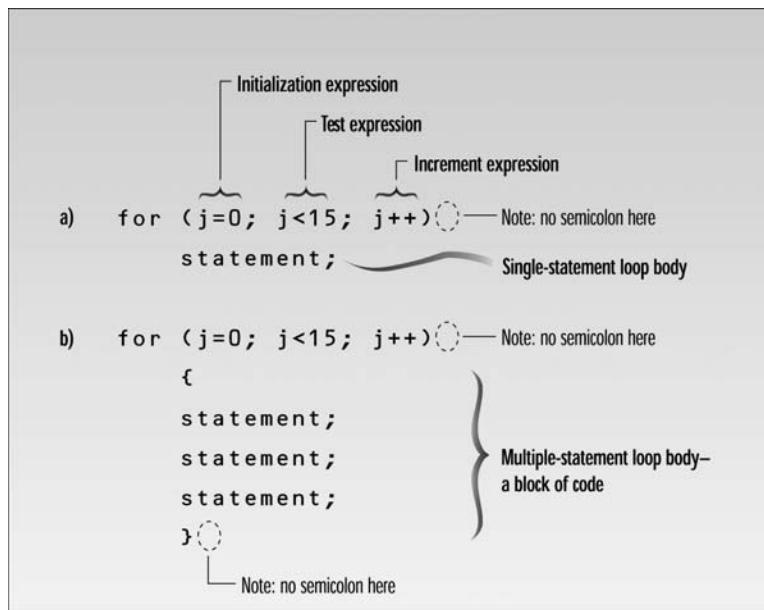 Initialization expression
Test expression
Increment expression
a) for (j=0; j<15; j++) Note: no semicolon here
statement; Single-statement loop body
b) for (j=0; j<15; j++) Note: no semicolon here
{
statement;
statement;
statement;
}
Multiple-statement loop body–
a block of code
Note: no semicolon here